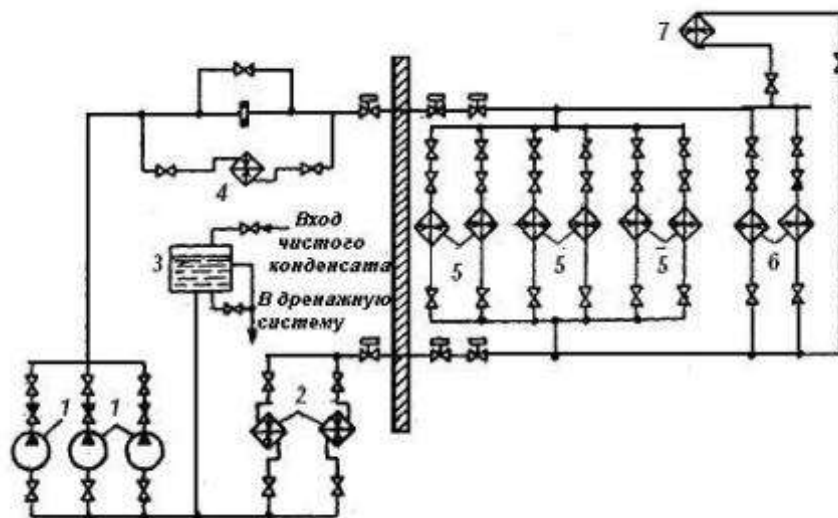 7
4
Вход
чистого
3
конденсата
В дренажную
систему
5
5
5
6
1
1
2